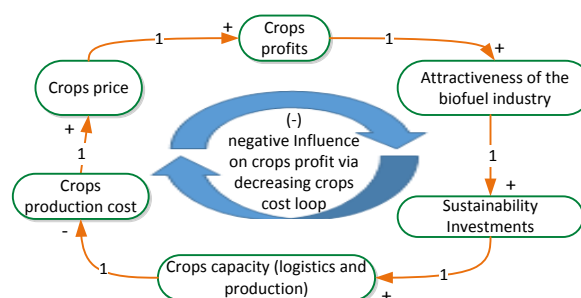 Crops
profits
+
1
1
+
Crops price
Attractiveness of the
biofuel industry
+
1
(-)
negative Influence
on crops profit via
decreasing crops
cost loop
1
+
Crops
production cost
-
Sustainability
Investments
1
Crops capacity (logistics and
production)
1
+